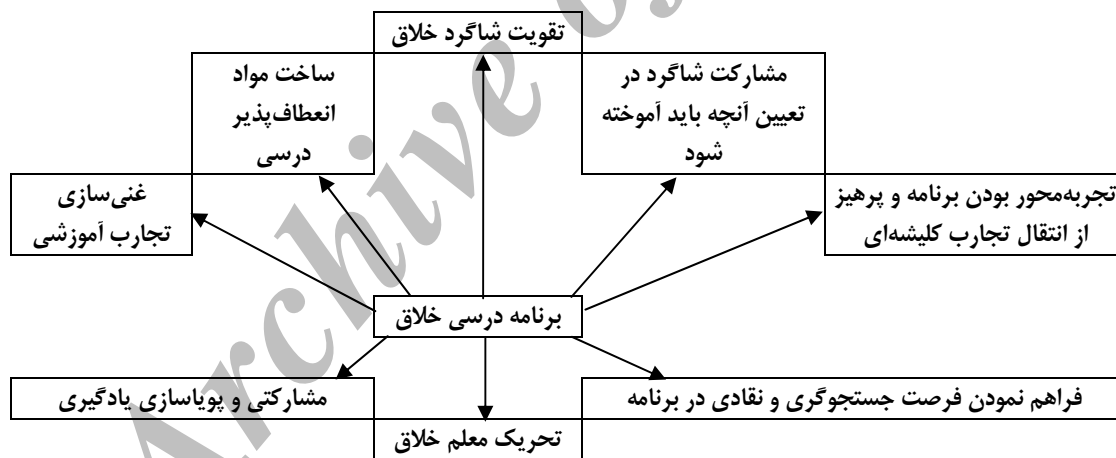 تقویت شاگرد خلاق
مشارکت شاگرد در
تعیین آنچه باید آموخته
شود
ساخت مواد
انعطاف‌پذیر
درسی
تجربه‌محور بودن برنامه و پرهیز
از انتقال تجارب کلیشه‌ای
غنی‌سازی
تجارب آموزشی
برنامه درسی خلاق
فراهم نمودن فرصت جستجوگری و نقادی در برنامه
مشارکتی و پویاسازی یادگیری
تحریک معلم خلاق
Archive of